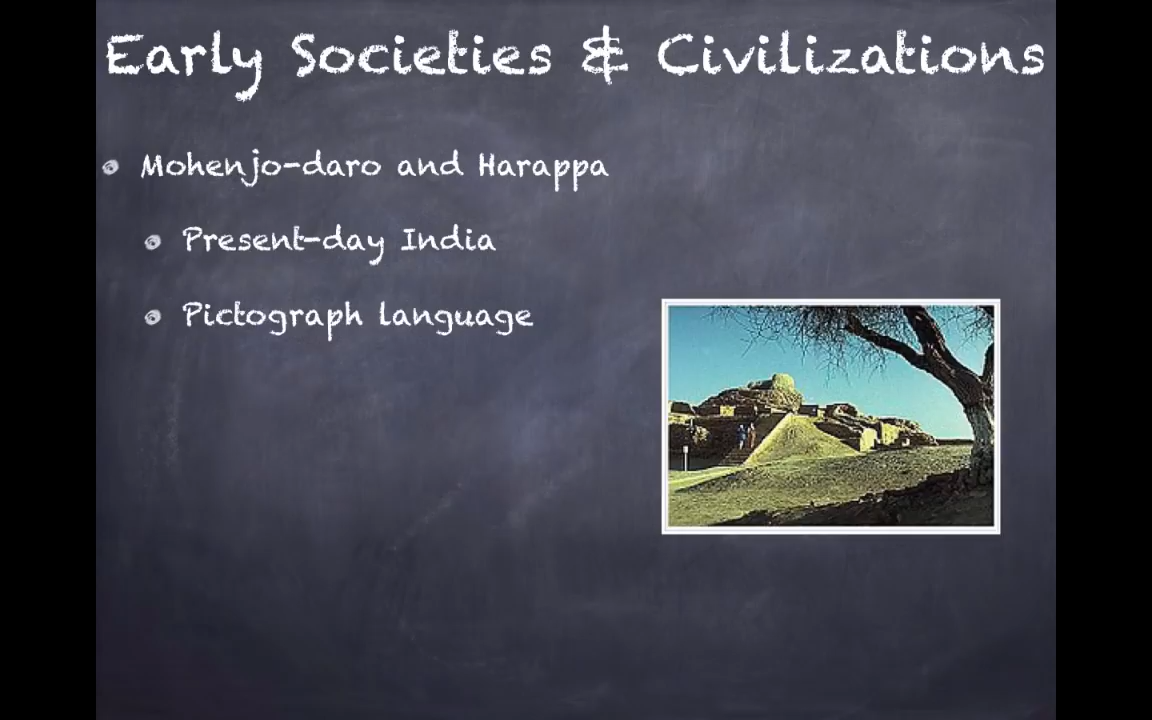 Early Societies & Civilizations
Mohenjo-daro and Harappa
Present-day India
Pictograph language